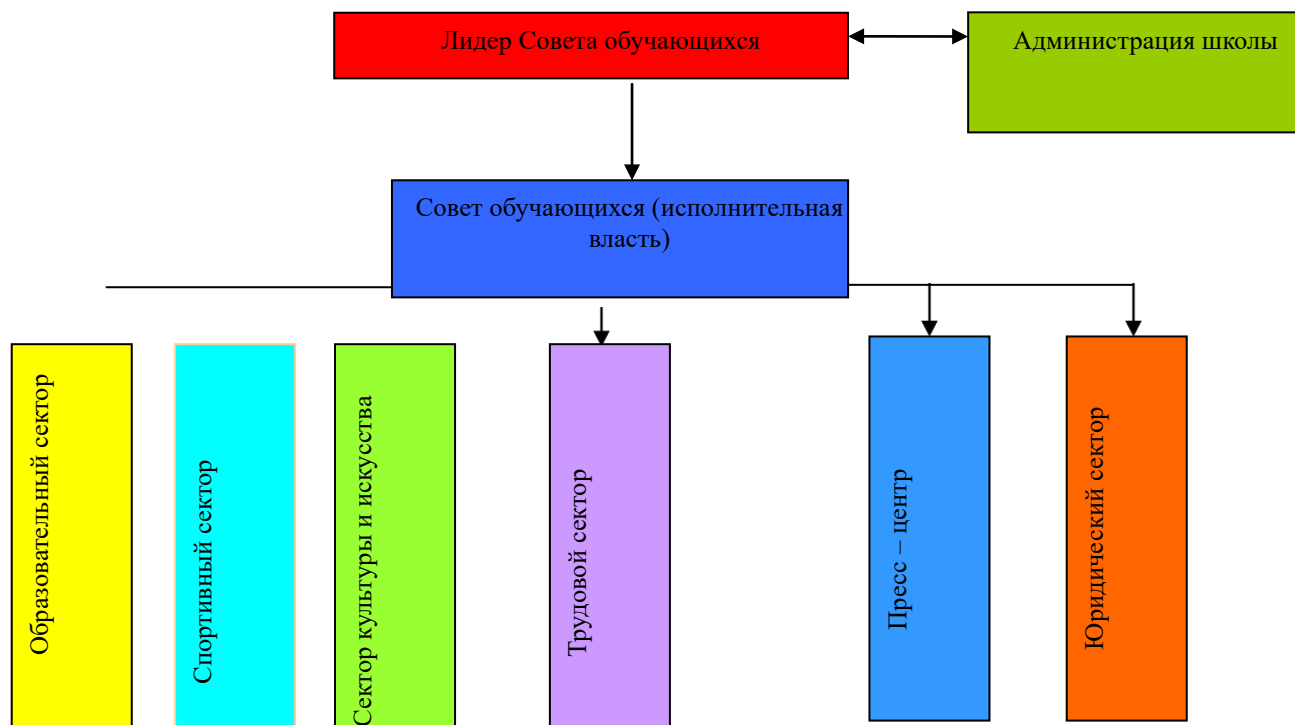 Лидер Совета обучающихся
Администрация школы
Совет обучающихся (исполнительная
власть)
Образовательный сектор
Спортивный сектор
Сектор культуры и искусства
Трудовой сектор
Пресс – центр
Юридический сектор